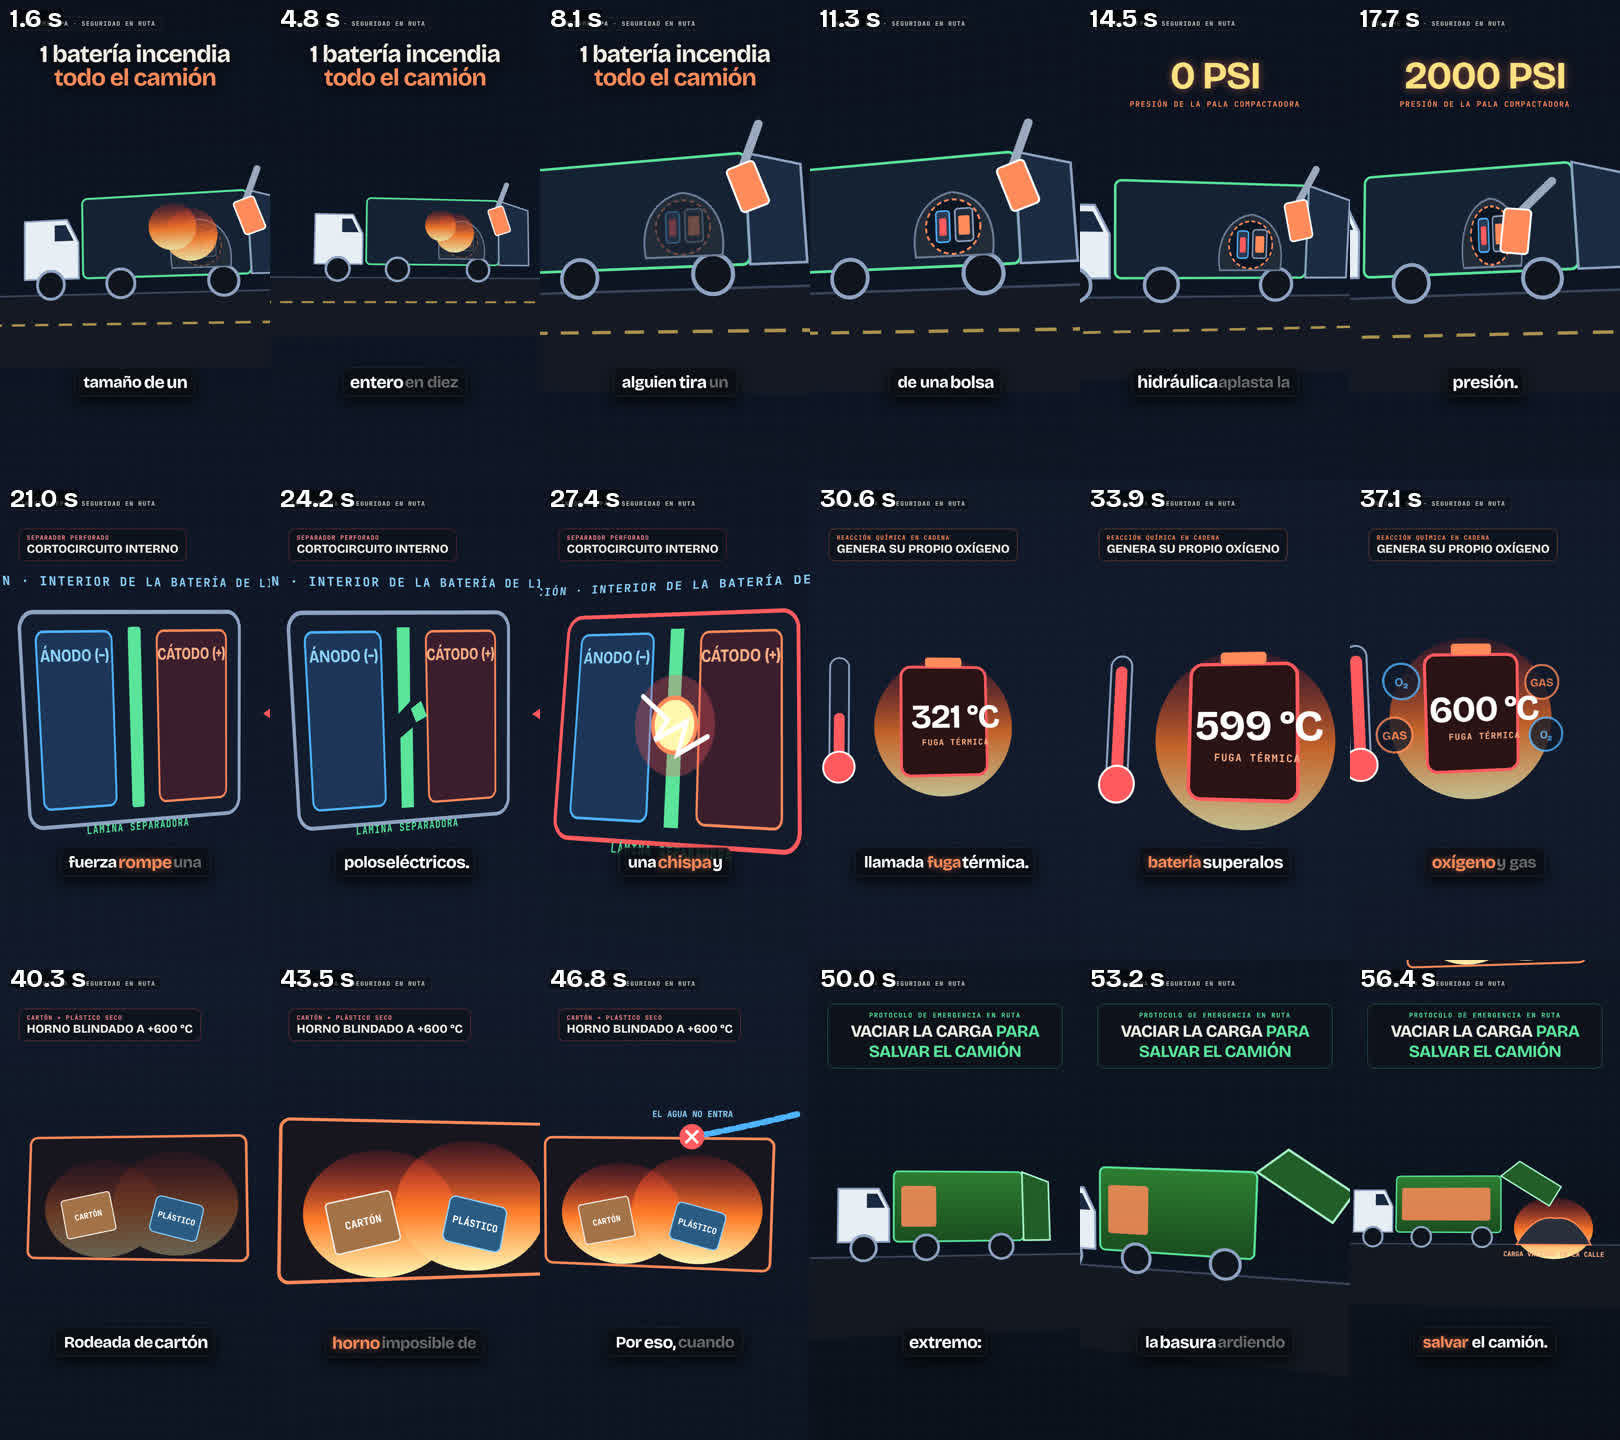 1.6 s
· SEGURIDAD EN RUTA
1 batería incendia
todo el camión
tamaño de un
4.8 s
· SEGURIDAD EN RUTA
1 batería incendia
todo el camión
entero en diez
8.1 s
· SEGURIDAD EN RUTA
1 batería incendia
todo el camión
alguien tira un
11.3 s
· SEGURIDAD EN RUTA
de una bolsa
14.5 s
SEGURIDAD EN RUTA
0 PSI
PRESIÓN DE LA PALA COMPACTADORA
hidráulica aplasta la
17.7 s
SEGURIDAD EN RUTA
2000 PSI
PRESIÓN DE LA PALA COMPACTADORA
presión.
21.0 s
SEGURIDAD EN RUTA
SEPARADOR PERFORADO
CORTOCIRCUITO INTERNO
N · INTERIOR DE LA BATERÍA DE LI
ÁNODO (-)
CÁTODO (+)
LÁMINA SEPARADORA
fuerza rompe una
24.2 s
SEGURIDAD EN RUTA
SEPARADOR PERFORADO
CORTOCIRCUITO INTERNO
N · INTERIOR DE LA BATERÍA DE LI
ÁNODO (-)
CÁTODO (+)
LÁMINA SEPARADORA
polos eléctricos.
27.4 s
SEGURIDAD EN RUTA
SEPARADOR PERFORADO
CORTOCIRCUITO INTERNO
CIÓN · INTERIOR DE LA BATERÍA DE
ÁNODO (-)
CÁTODO (+)
una chispa y
30.6 s
SEGURIDAD EN RUTA
REACCIÓN QUÍMICA EN CADENA
GENERA SU PROPIO OXÍGENO
321 °C
FUGA TÉRMICA
llamada fuga térmica.
33.9 s
SEGURIDAD EN RUTA
REACCIÓN QUÍMICA EN CADENA
GENERA SU PROPIO OXÍGENO
599 °C
FUGA TÉRMICA
batería supera los
37.1 s
SEGURIDAD EN RUTA
REACCIÓN QUÍMICA EN CADENA
GENERA SU PROPIO OXÍGENO
O₂
GAS
600 °C
FUGA TÉRMICA
GAS
O₂
oxígeno y gas
40.3 s
SEGURIDAD EN RUTA
CARTÓN + PLÁSTICO SECO
HORNO BLINDADO A +600 °C
CARTÓN
PLÁSTICO
Rodeada de cartón
43.5 s
SEGURIDAD EN RUTA
CARTÓN + PLÁSTICO SECO
HORNO BLINDADO A +600 °C
CARTÓN
PLÁSTICO
horno imposible de
46.8 s
SEGURIDAD EN RUTA
CARTÓN + PLÁSTICO SECO
HORNO BLINDADO A +600 °C
EL AGUA NO ENTRA
CARTÓN
PLÁSTICO
Por eso, cuando
50.0 s
SEGURIDAD EN RUTA
PROTOCOLO DE EMERGENCIA EN RUTA
VACIAR LA CARGA PARA
SALVAR EL CAMIÓN
extremo:
53.2 s
SEGURIDAD EN RUTA
PROTOCOLO DE EMERGENCIA EN RUTA
VACIAR LA CARGA PARA
SALVAR EL CAMIÓN
la basura ardiendo
56.4 s
SEGURIDAD EN RUTA
PROTOCOLO DE EMERGENCIA EN RUTA
VACIAR LA CARGA PARA
SALVAR EL CAMIÓN
CARGA LA CALLE
salvar el camión.